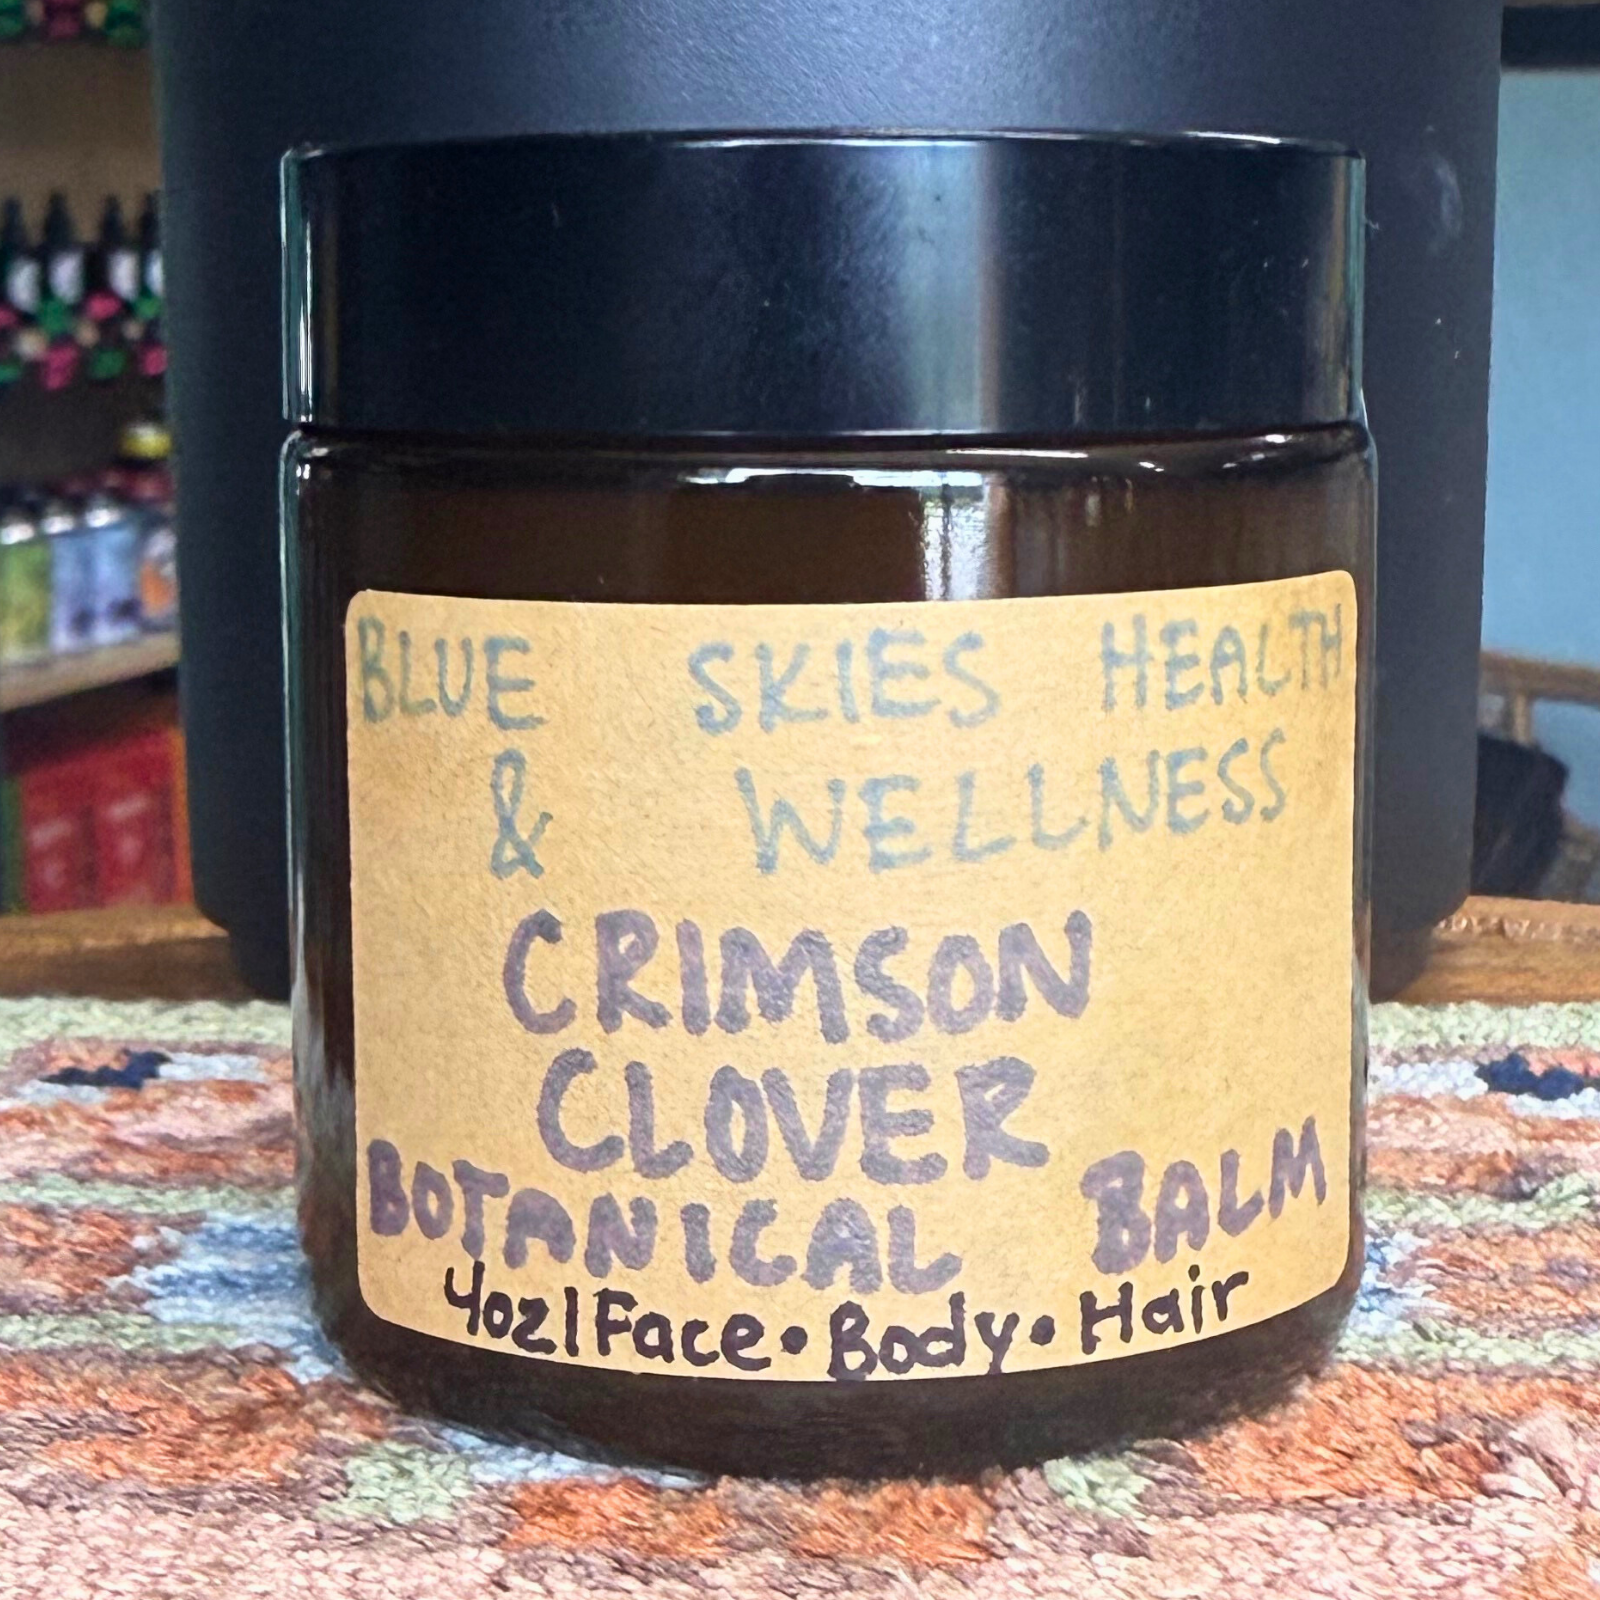 BLUE SKIES HEALTH
& WELLNESS
CRIMSON
CLOVER
BOTANICAL BALM
4oz | Face • Body • Hair